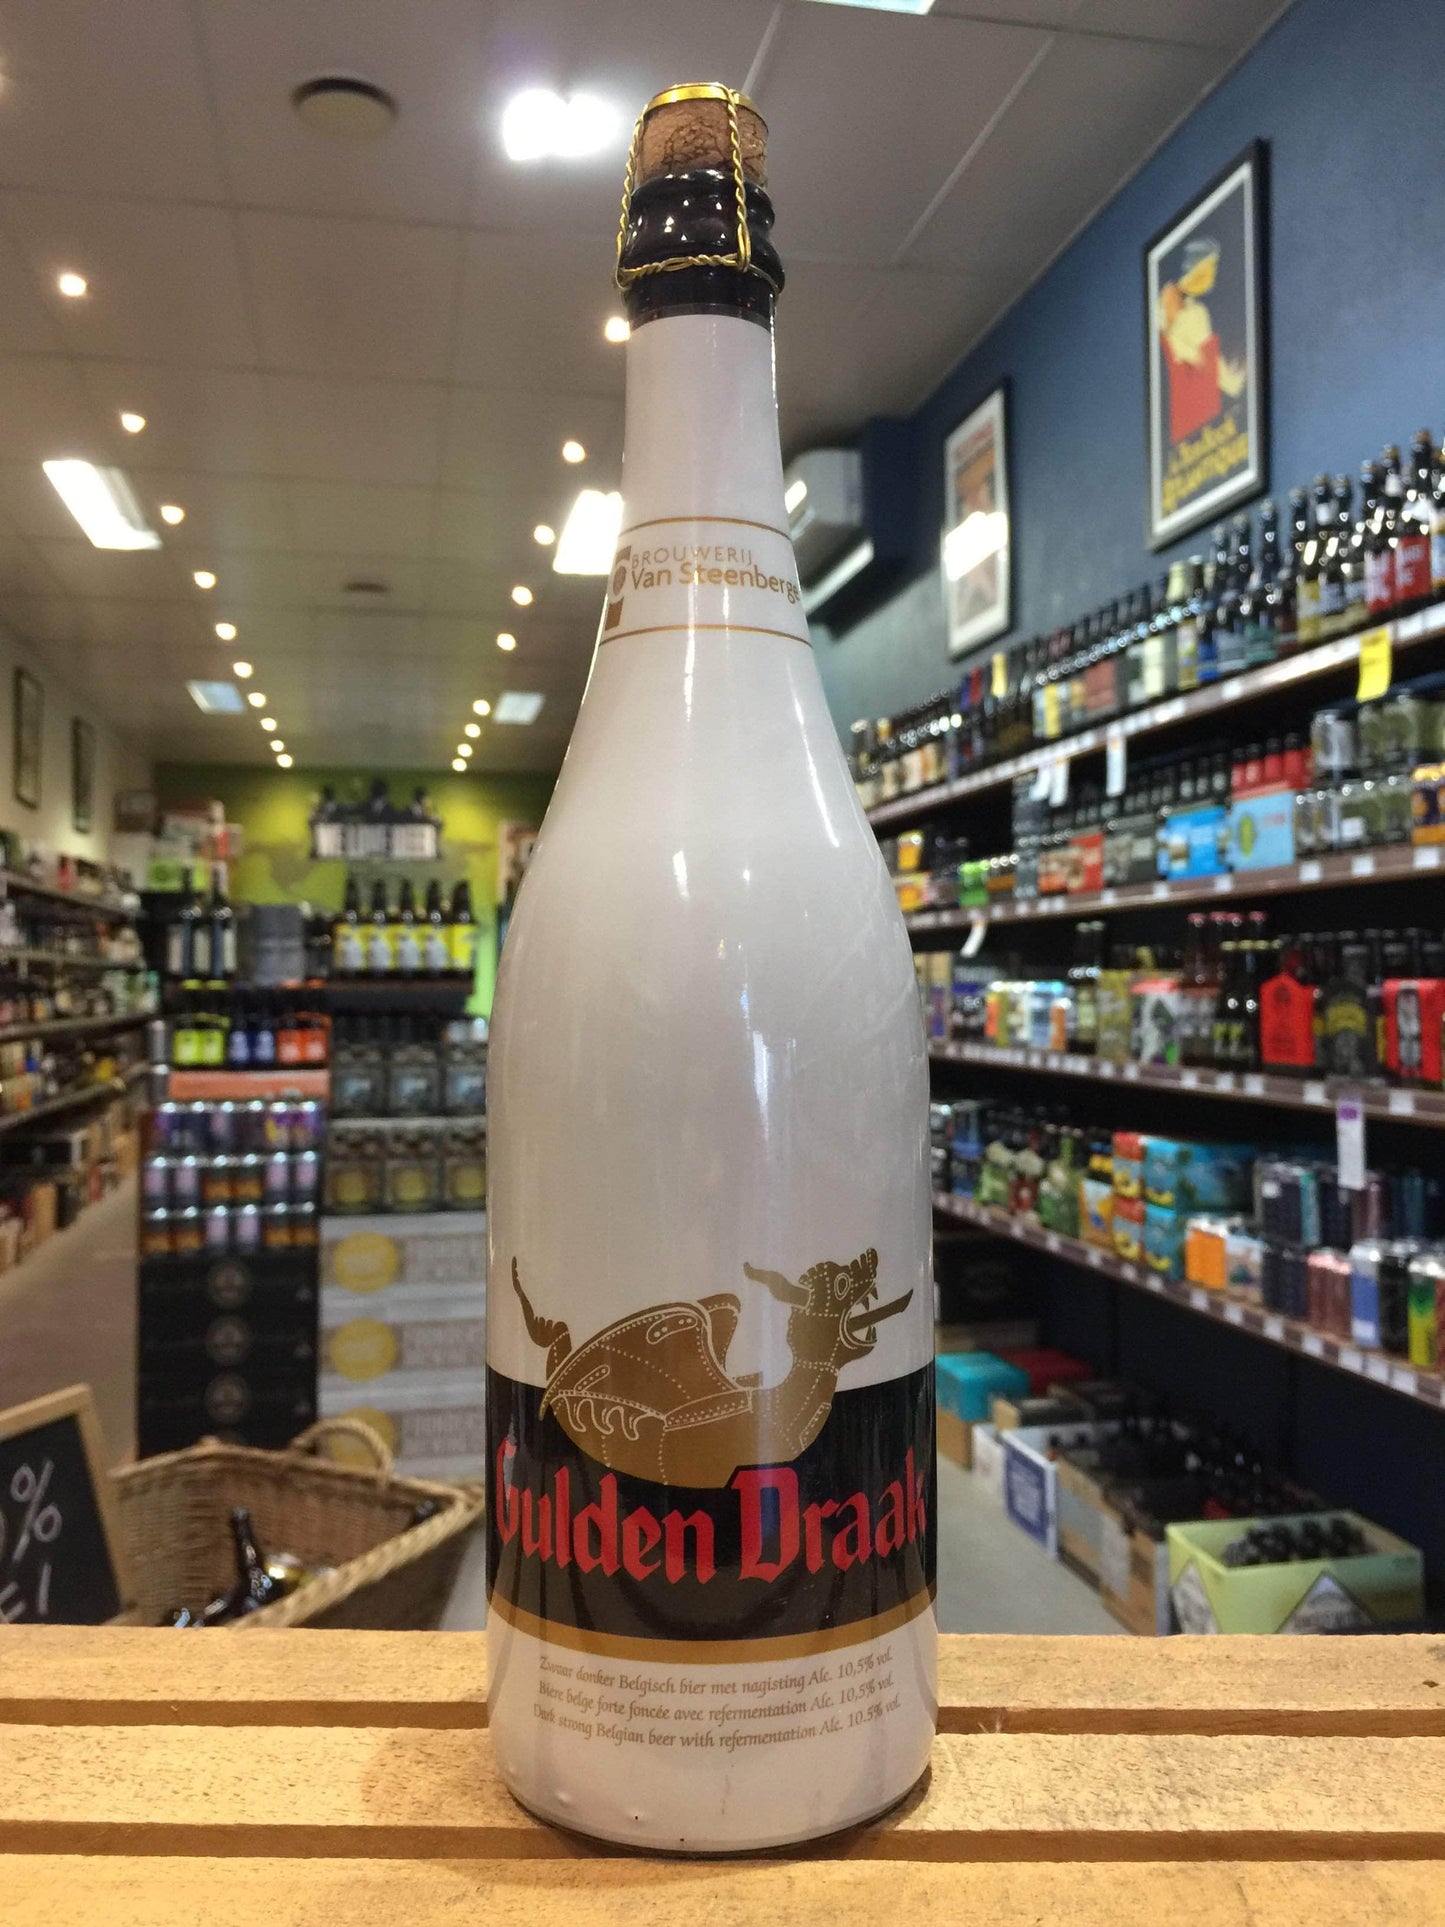 BROUWERIJ
Van Steenberge
Gulden Draak
Zwaar donker Belgisch bier met nagisting Alc. 10,5% vol.
Bière belge forte foncée avec refermentation Alc. 10,5% vol.
Dark strong Belgian beer with refermentation Alc. 10.5% vol.
WE LOVE BEER
%